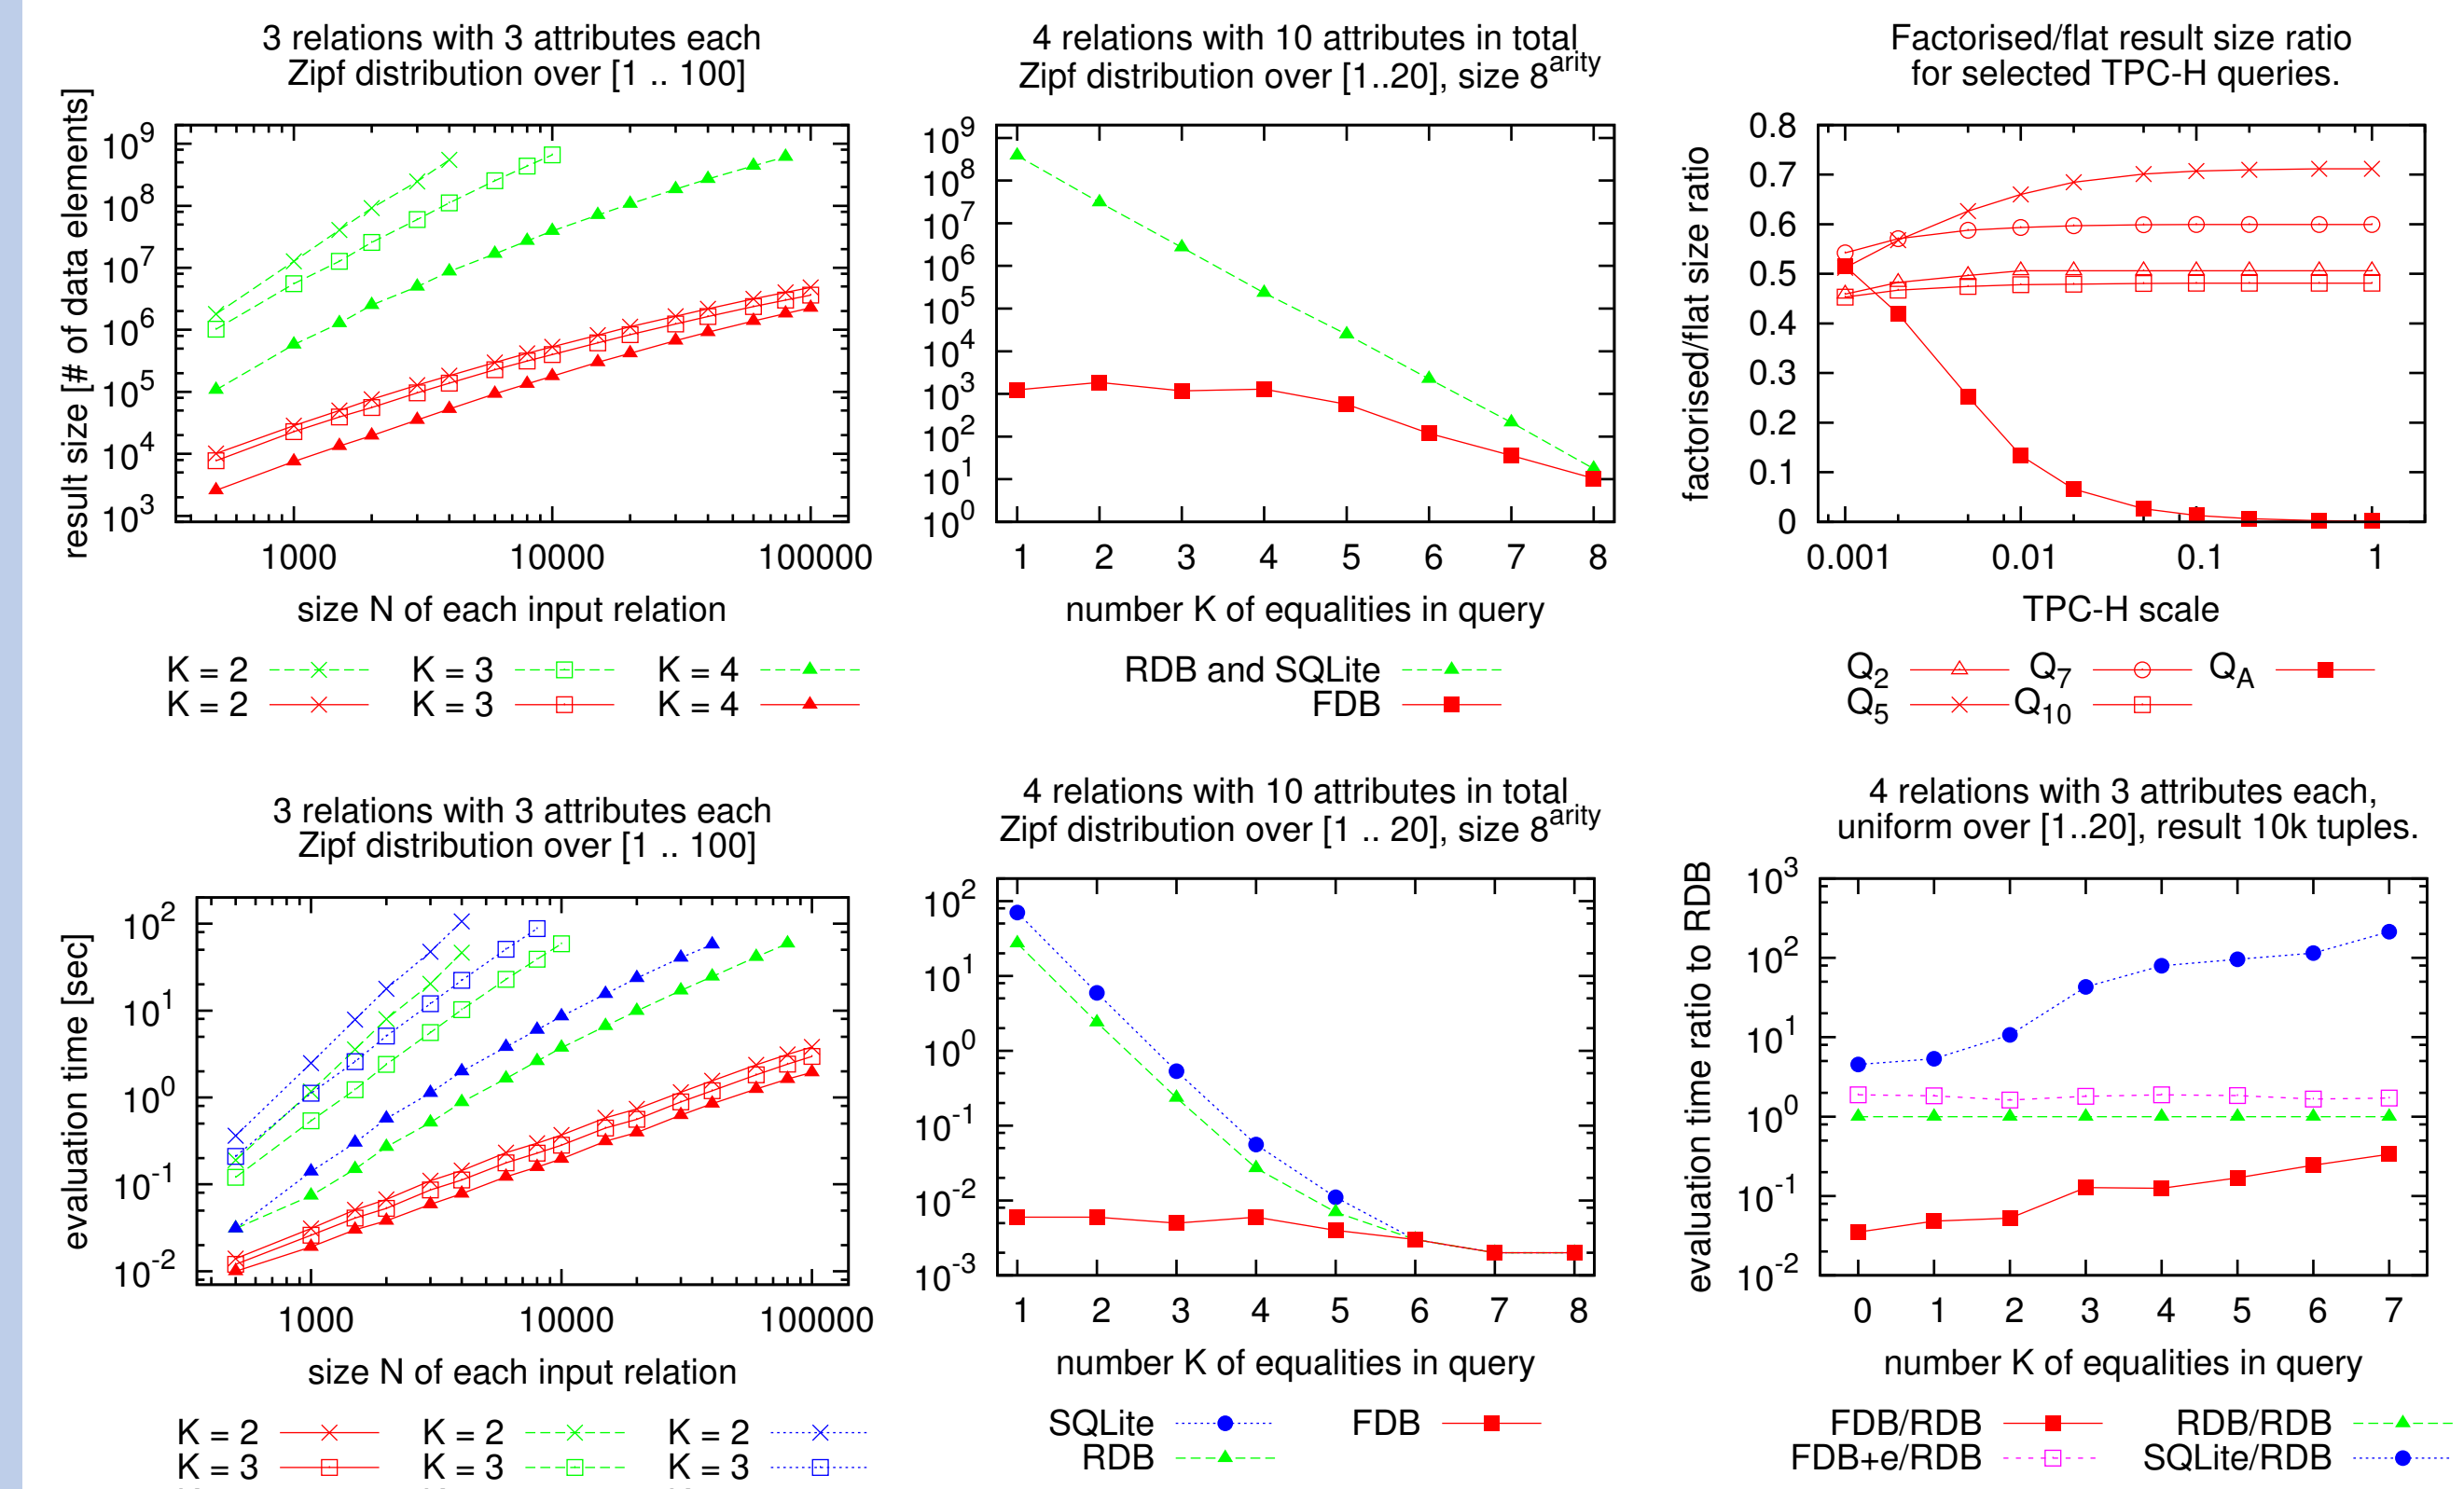 3 relations with 3 attributes each
Zipf distribution over [1 .. 100]
result size [# of data elements]
10^9
10^8
10^7
10^6
10^5
10^4
10^3
1000 10000 100000
size N of each input relation
K = 2 K = 3 K = 4
K = 2 K = 3 K = 4
4 relations with 10 attributes in total
Zipf distribution over [1..20], size 8^arity
10^9
10^8
10^7
10^6
10^5
10^4
10^3
10^2
10^1
10^0
1 2 3 4 5 6 7 8
number K of equalities in query
RDB and SQLite
FDB
Factorised/flat result size ratio
for selected TPC-H queries.
factorised/flat size ratio
0.8
0.7
0.6
0.5
0.4
0.3
0.2
0.1
0
0.001 0.01 0.1 1
TPC-H scale
Q_2 Q_7 Q_A
Q_5 Q_10
3 relations with 3 attributes each
Zipf distribution over [1 .. 100]
evaluation time [sec]
10^2
10^1
10^0
10^-1
10^-2
1000 10000 100000
size N of each input relation
K = 2 K = 2 K = 2
K = 3 K = 3 K = 3
4 relations with 10 attributes in total
Zipf distribution over [1 .. 20], size 8^arity
10^2
10^1
10^0
10^-1
10^-2
10^-3
1 2 3 4 5 6 7 8
number K of equalities in query
SQLite FDB
RDB
4 relations with 3 attributes each,
uniform over [1..20], result 10k tuples.
evaluation time ratio to RDB
10^3
10^2
10^1
10^0
10^-1
10^-2
0 1 2 3 4 5 6 7
number K of equalities in query
FDB/RDB RDB/RDB
FDB+e/RDB SQLite/RDB